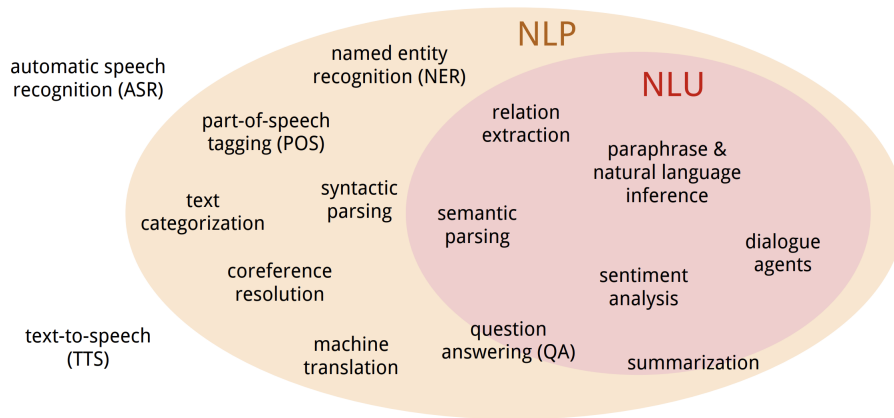 NLP
NLU
automatic speech
recognition (ASR)
named entity
recognition (NER)
part-of-speech
tagging (POS)
relation
extraction
paraphrase &
natural language
inference
text
categorization
syntactic
parsing
semantic
parsing
dialogue
agents
coreference
resolution
sentiment
analysis
text-to-speech
(TTS)
machine
translation
question
answering (QA)
summarization